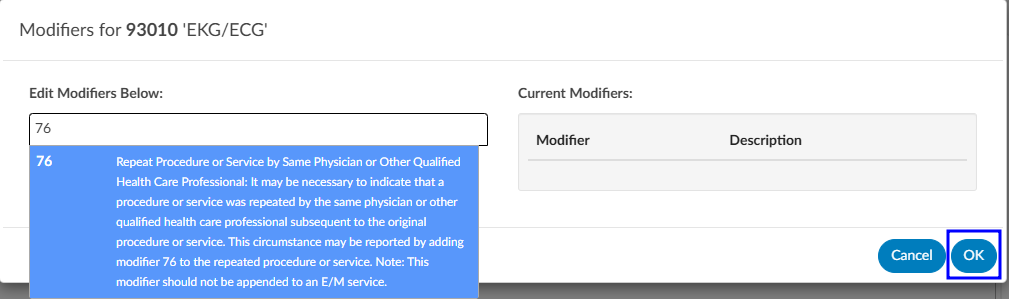 Modifiers for 93010 'EKG/ECG'
Edit Modifiers Below:
Current Modifiers:
76
Modifier Description
76 Repeat Procedure or Service by Same Physician or Other Qualified
Health Care Professional: It may be necessary to indicate that a
procedure or service was repeated by the same physician or other
qualified health care professional subsequent to the original
procedure or service. This circumstance may be reported by adding
modifier 76 to the repeated procedure or service. Note: This
modifier should not be appended to an E/M service.
Cancel OK